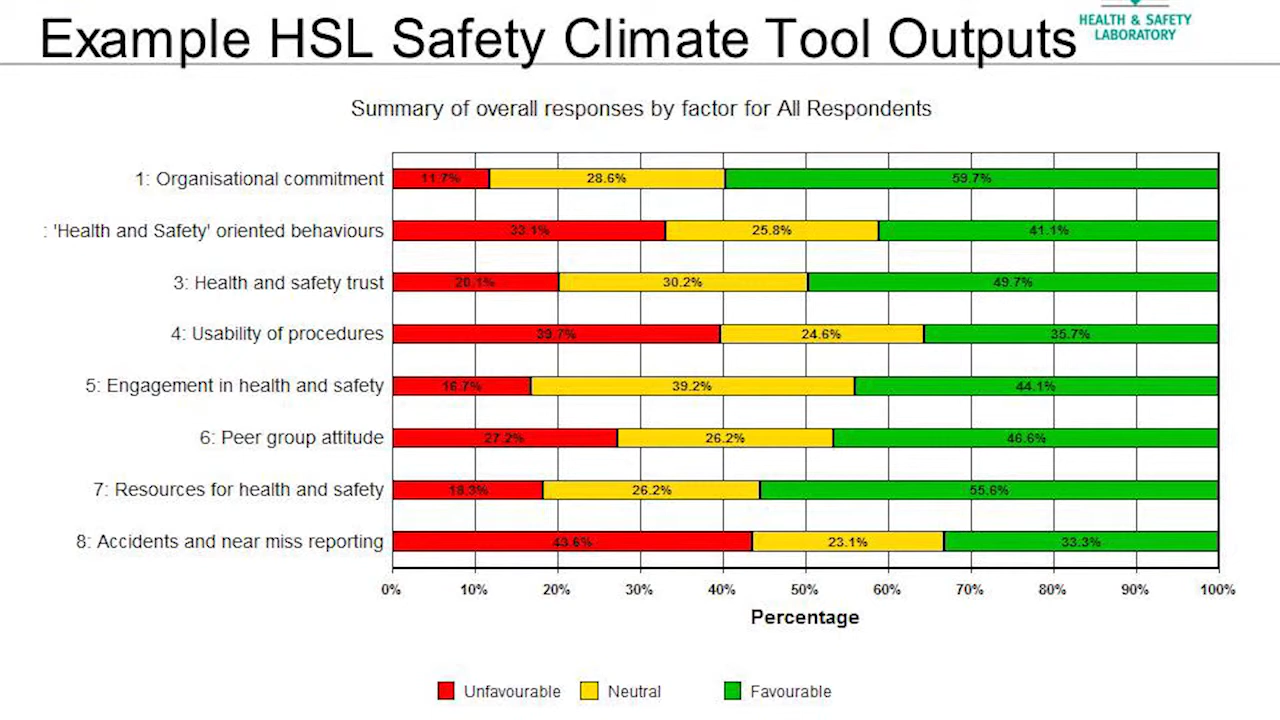 Example HSL Safety Climate Tool Outputs
HEALTH & SAFETY
LABORATORY
Summary of overall responses by factor for All Respondents
1: Organisational commitment 11.7% 28.6% 59.7%
: 'Health and Safety' oriented behaviours 33.1% 25.8% 41.1%
3: Health and safety trust 20.1% 30.2% 49.7%
4: Usability of procedures 39.7% 24.6% 35.7%
5: Engagement in health and safety 16.7% 39.2% 44.1%
6: Peer group attitude 27.2% 26.2% 46.6%
7: Resources for health and safety 18.3% 26.2% 55.6%
8: Accidents and near miss reporting 43.6% 23.1% 33.3%
0% 10% 20% 30% 40% 50% 60% 70% 80% 90% 100%
Percentage
Unfavourable Neutral Favourable